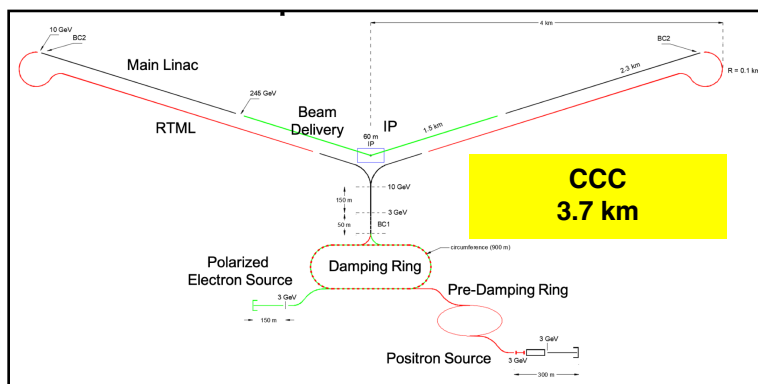 10 GeV
BC2
4 km
BC2
Main Linac
2.3 km
R = 0.1 km
245 GeV
Beam
Delivery
IP
1.5 km
RTML
60 m
IP
CCC
3.7 km
10 GeV
150 m
3 GeV
50 m
BC1
circumference (900 m)
Polarized
Electron Source
Damping Ring
3 GeV
150 m
Pre-Damping Ring
Positron Source
3 GeV
3 GeV
300 m